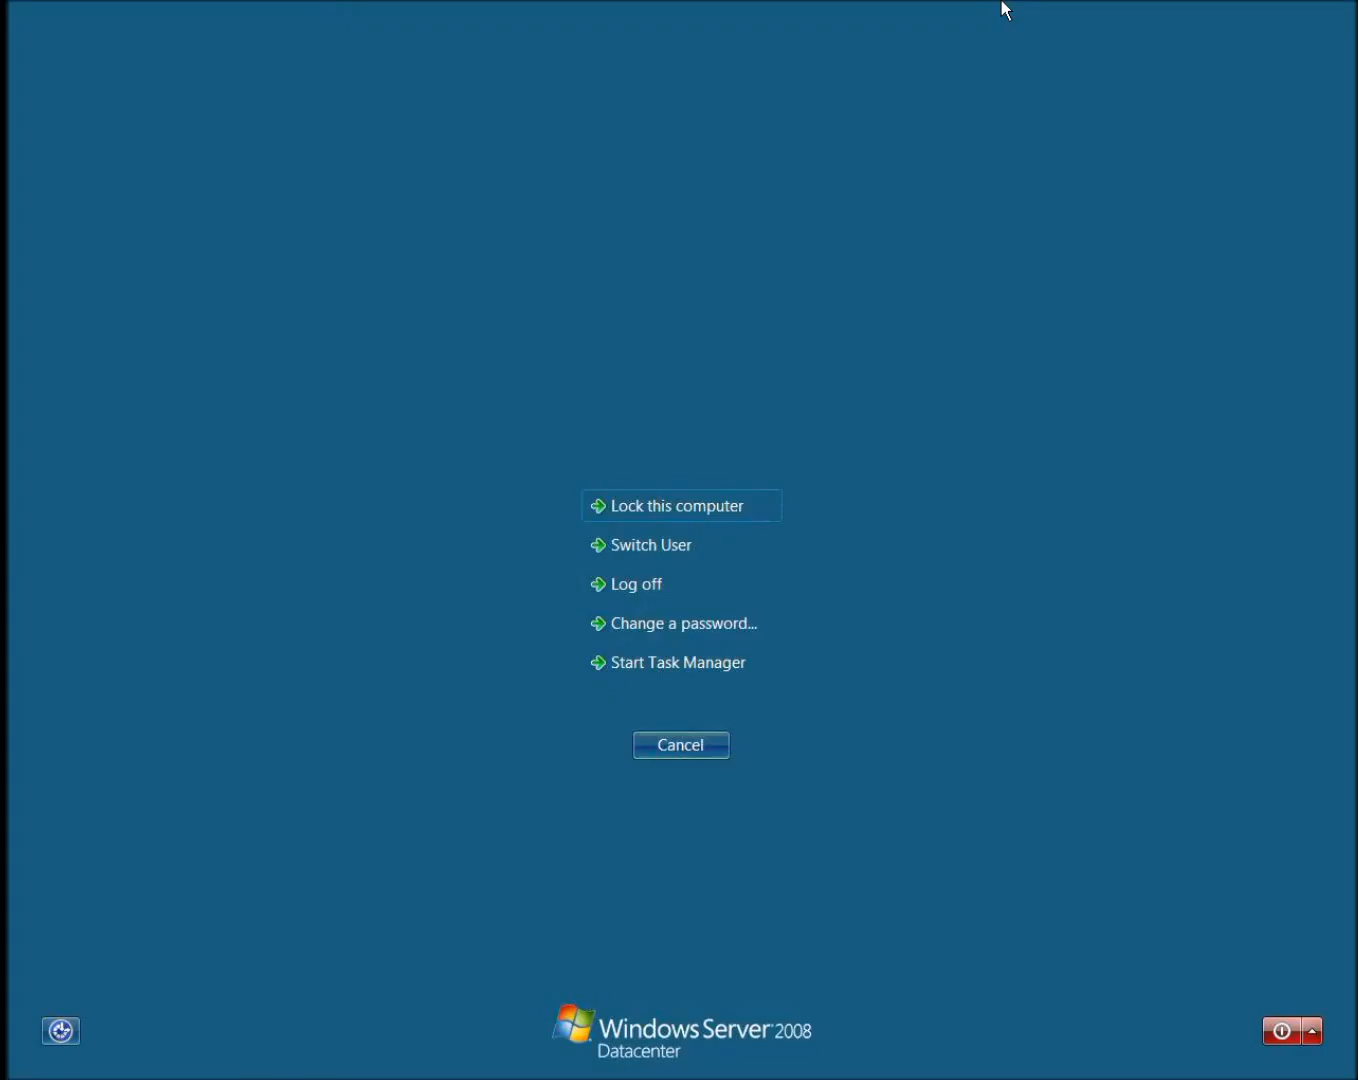 Lock this computer
Switch User
Log off
Change a password...
Start Task Manager
Cancel
Windows Server 2008
Datacenter